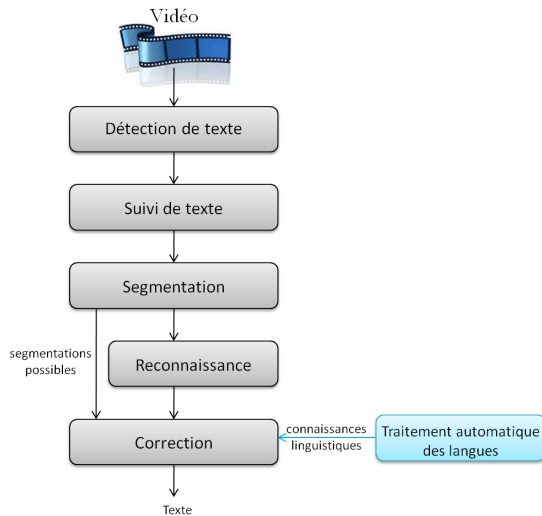 Vidéo
Détection de texte
Suivi de texte
Segmentation
segmentations
possibles
Reconnaissance
Correction
connaissances
linguistiques
Traitement automatique
des langues
Texte